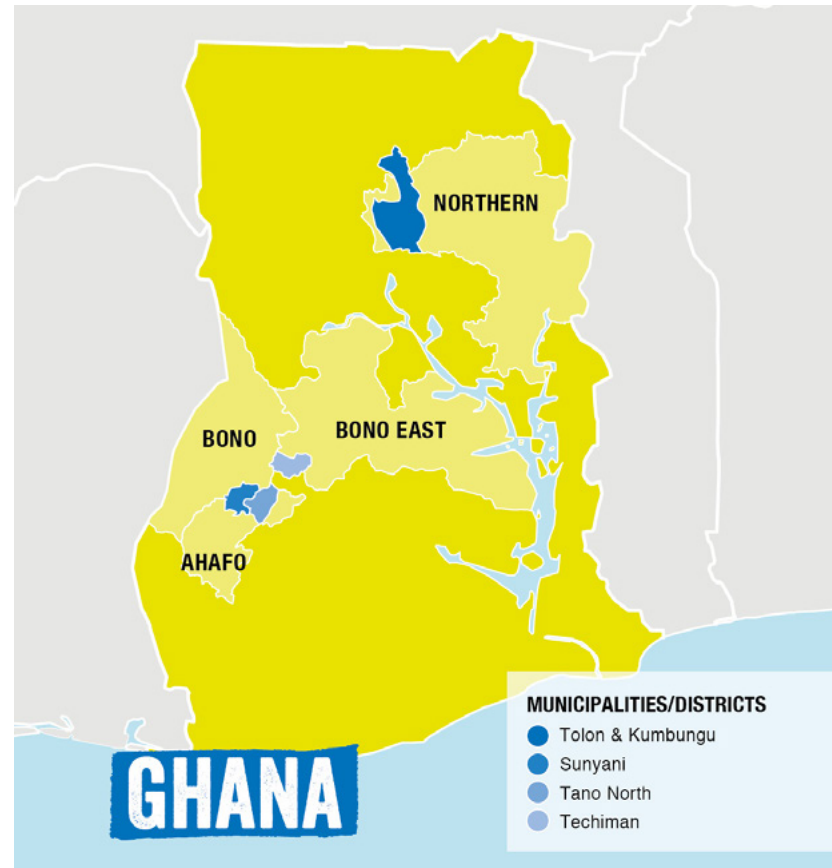 NORTHERN
BONO
BONO EAST
AHAFO
GHANA
MUNICIPALITIES/DISTRICTS
Tolon & Kumbungu
Sunyani
Tano North
Techiman